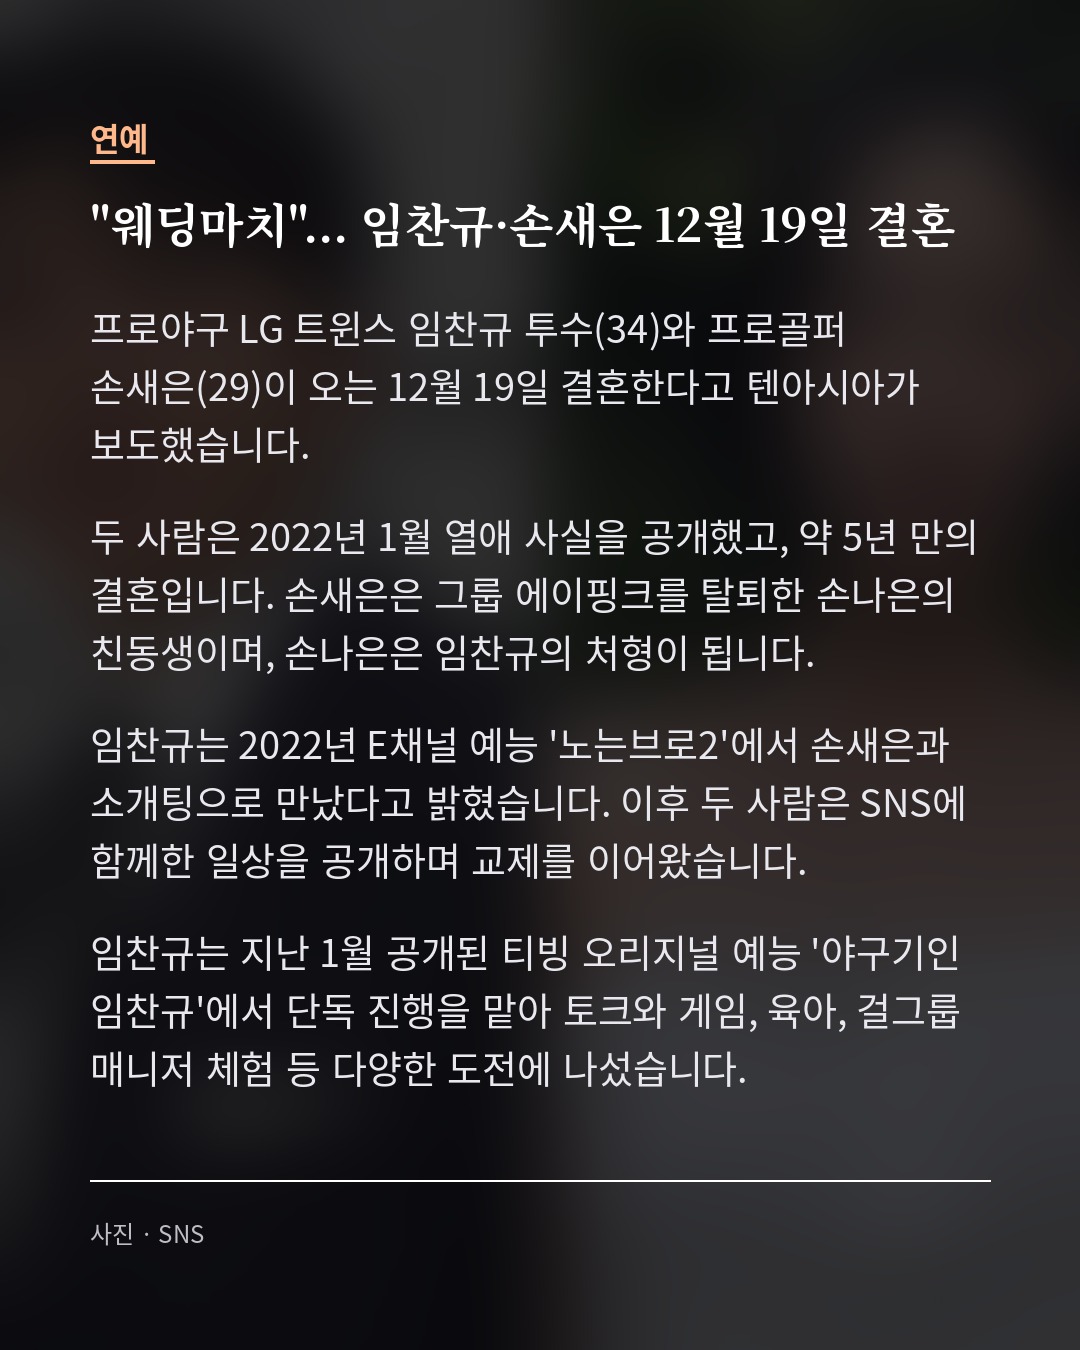 연예
"웨딩마치"... 임찬규·손새은 12월 19일 결혼
프로야구 LG 트윈스 임찬규 투수(34)와 프로골퍼
손새은(29)이 오는 12월 19일 결혼한다고 텐아시아가
보도했습니다.
두 사람은 2022년 1월 열애 사실을 공개했고, 약 5년 만의
결혼입니다. 손새은은 그룹 에이핑크를 탈퇴한 손나은의
친동생이며, 손나은은 임찬규의 처형이 됩니다.
임찬규는 2022년 E채널 예능 '노는브로2'에서 손새은과
소개팅으로 만났다고 밝혔습니다. 이후 두 사람은 SNS에
함께한 일상을 공개하며 교제를 이어왔습니다.
임찬규는 지난 1월 공개된 티빙 오리지널 예능 '야구기인
임찬규'에서 단독 진행을 맡아 토크와 게임, 육아, 걸그룹
매니저 체험 등 다양한 도전에 나섰습니다.
사진 · SNS